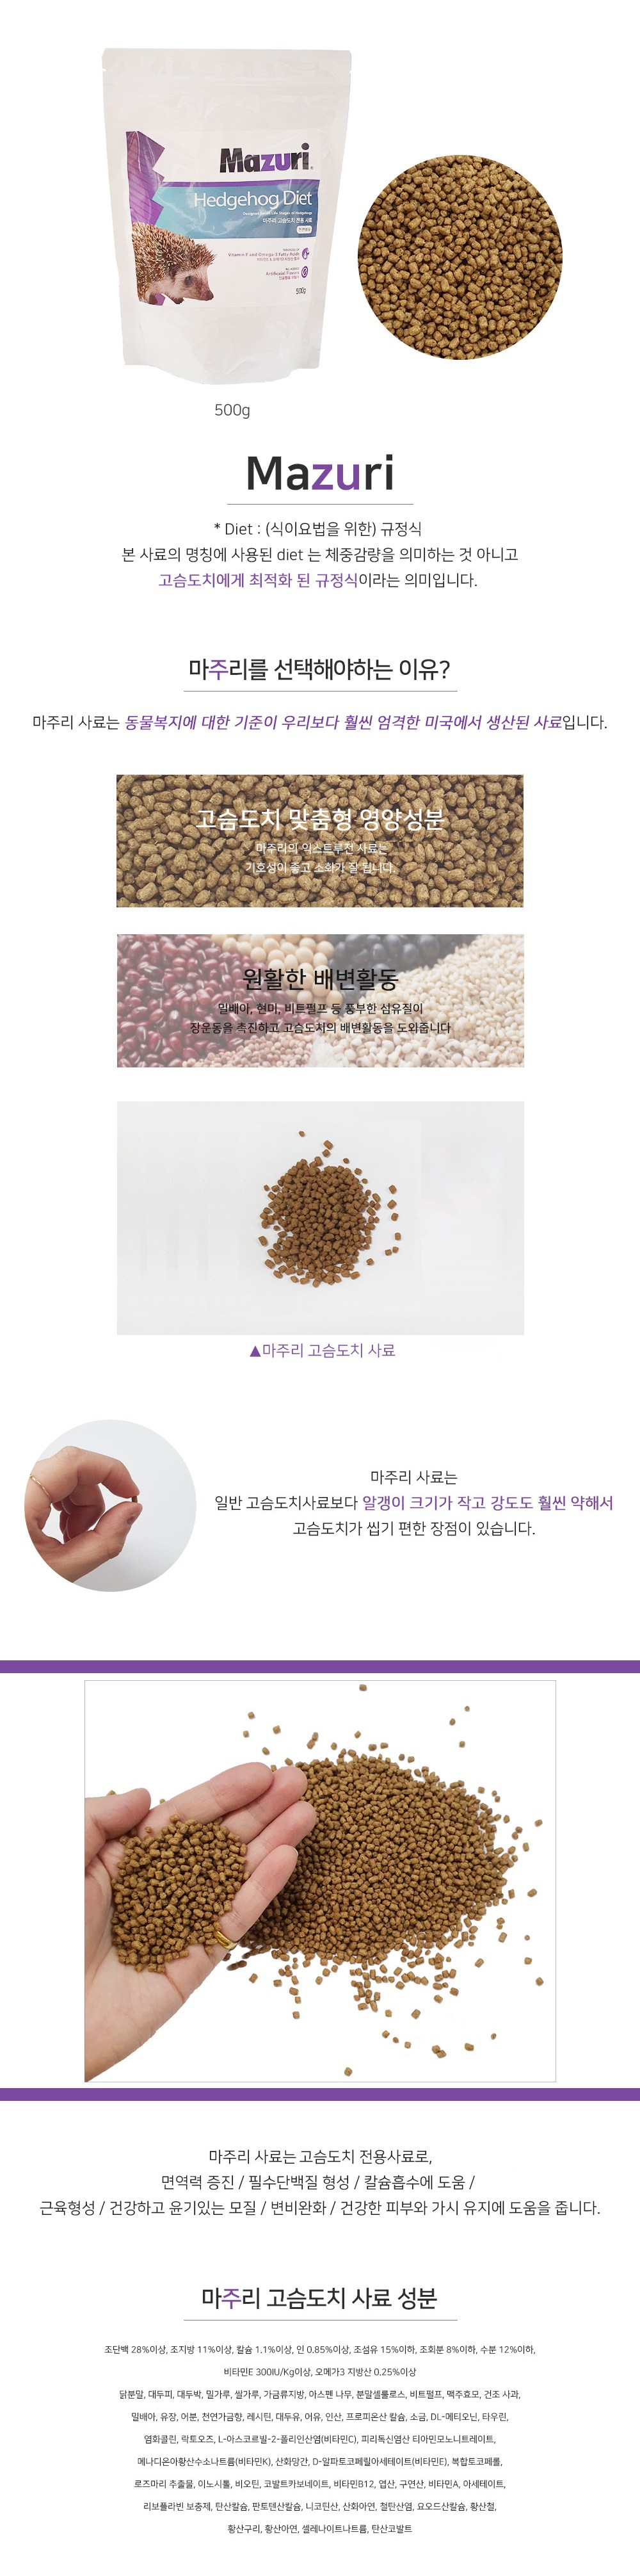 Mazuri
Hedgehog Diet
마주리 고슴도치 전용 사료
Vitamin E and Omega-3 Fatty Acids
Artificial Flavors
500g
500g
Mazuri
* Diet : (식이요법을 위한) 규정식
본 사료의 명칭에 사용된 diet 는 체중감량을 의미하는 것 아니고
고슴도치에게 최적화 된 규정식이라는 의미입니다.
마주리를 선택해야하는 이유?
마주리 사료는 동물복지에 대한 기준이 우리보다 훨씬 엄격한 미국에서 생산된 사료입니다.
고슴도치 맞춤형 영양성분
마주리의 익스트루전 사료는
기호성이 좋고 소화가 잘 됩니다.
원활한 배변활동
밀배아, 현미, 비트펄프 등 풍부한 섬유질이
장운동을 촉진하고 고슴도치의 배변활동을 도와줍니다
▲마주리 고슴도치 사료
마주리 사료는
일반 고슴도치사료보다 알갱이 크기가 작고 강도도 훨씬 약해서
고슴도치가 씹기 편한 장점이 있습니다.
마주리 사료는 고슴도치 전용사료로,
면역력 증진 / 필수단백질 형성 / 칼슘흡수에 도움 /
근육형성 / 건강하고 윤기있는 모질 / 변비완화 / 건강한 피부와 가시 유지에 도움을 줍니다.
마주리 고슴도치 사료 성분
조단백 28%이상, 조지방 11%이상, 칼슘 1.1%이상, 인 0.85%이상, 조섬유 15%이하, 조회분 8%이하, 수분 12%이하,
비타민E 300IU/Kg이상, 오메가3 지방산 0.25%이상
닭분말, 대두피, 대두박, 밀가루, 쌀가루, 가금류지방, 아스펜 나무, 분말셀룰로스, 비트펄프, 맥주효모, 건조 사과,
밀배아, 유장, 어분, 천연가금향, 레시틴, 대두유, 어유, 인산, 프로피온산 칼슘, 소금, DL-메티오닌, 타우린,
염화콜린, 락토오즈, L-아스코르빌-2-폴리인산염(비타민C), 피리독신염산 티아민모노니트레이트,
메나디온아황산수소나트륨(비타민K), 산화망간, D-알파토코페릴아세테이트(비타민E), 복합토코페롤,
로즈마리 추출물, 이노시톨, 비오틴, 코발트카보네이트, 비타민B12, 엽산, 구연산, 비타민A, 아세테이트,
리보플라빈 보충제, 탄산칼슘, 판토텐산칼슘, 니코틴산, 산화아연, 철탄산염, 요오드산칼슘, 황산철,
황산구리, 황산아연, 셀레나이트나트륨, 탄산코발트